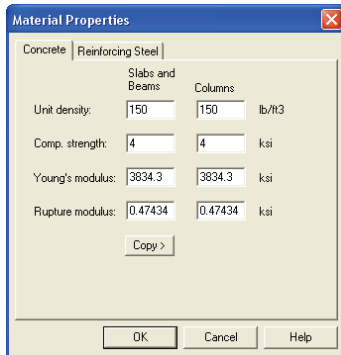 Material Properties
Concrete Reinforcing Steel
Slabs and
Beams Columns
Unit density: 150 150 lb/ft3
Comp. strength: 4 4 ksi
Young's modulus: 3834.3 3834.3 ksi
Rupture modulus: 0.47434 0.47434 ksi
Copy >
OK Cancel Help